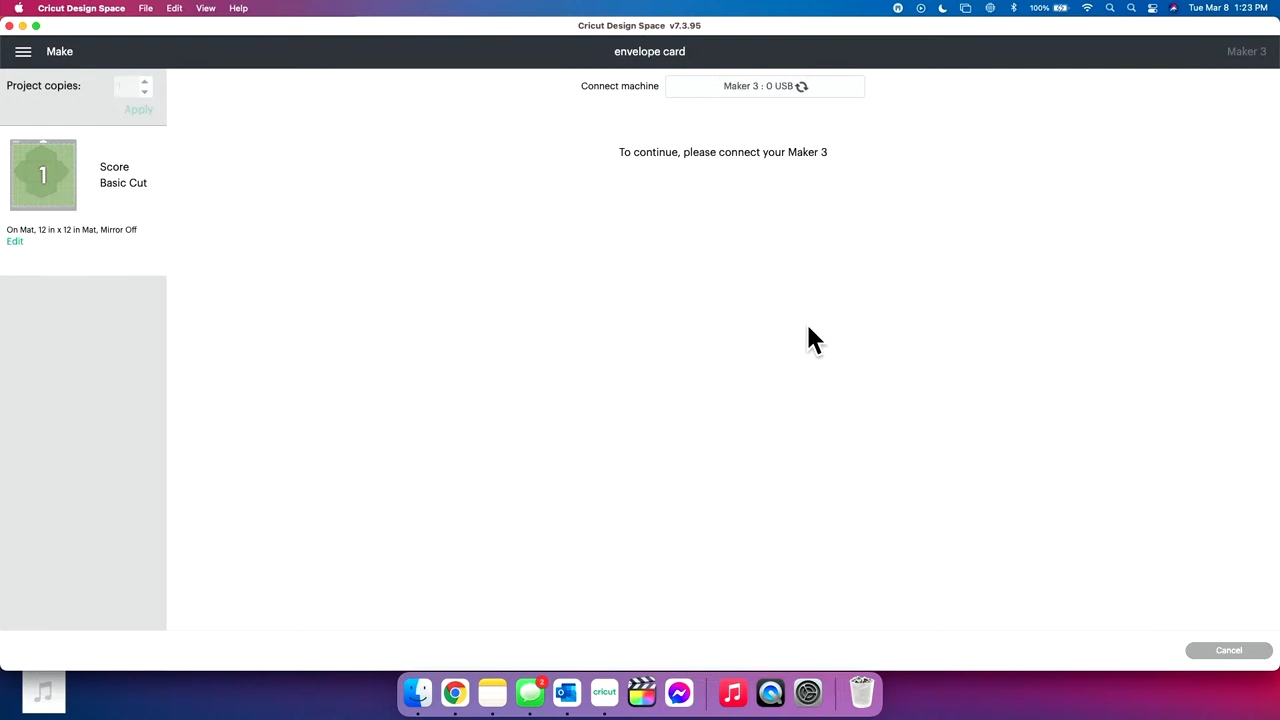 Cricut Design Space File Edit View Help 100% Tue Mar 8 1:23 PM
Cricut Design Space v7.3.95
Make envelope card Maker 3
Project copies: 1
Apply
Connect machine Maker 3 : 0 USB
To continue, please connect your Maker 3
1
Score
Basic Cut
On Mat, 12 in x 12 in Mat, Mirror Off
Edit
Cancel
2
cricut